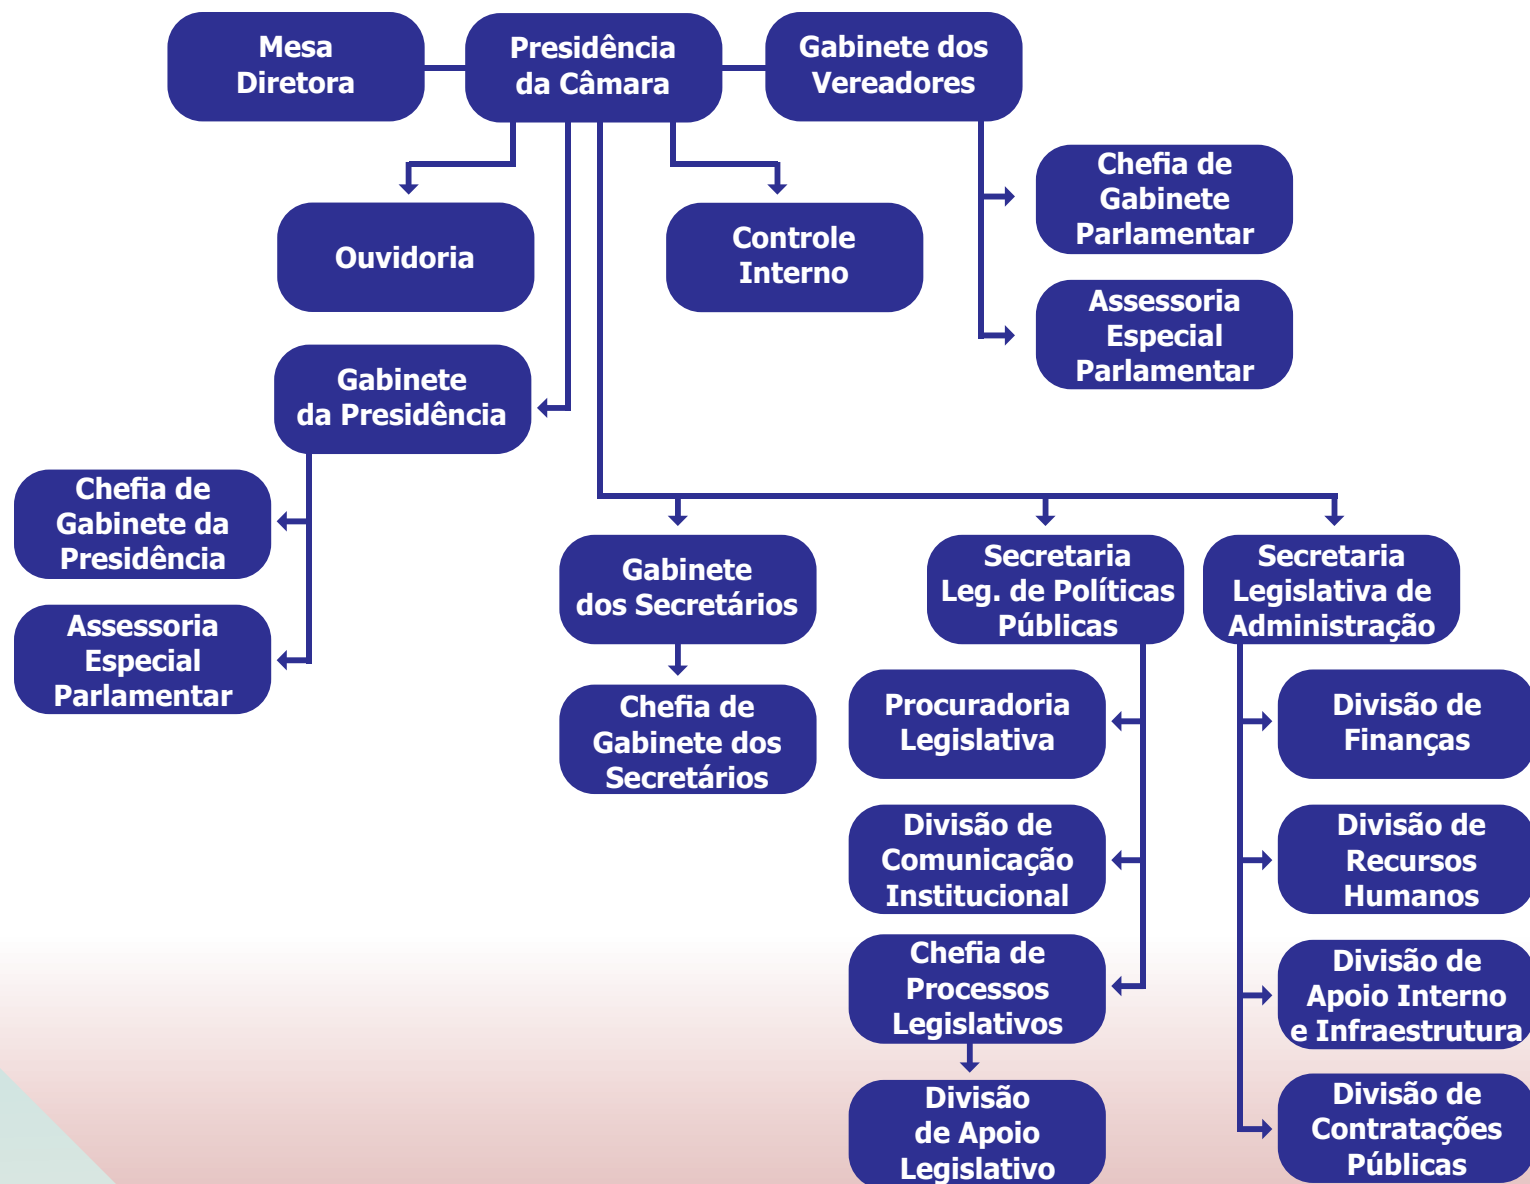 Mesa
Diretora
Presidência
da Câmara
Gabinete dos
Vereadores
Chefia de
Gabinete
Parlamentar
Ouvidoria
Controle
Interno
Assessoria
Especial
Parlamentar
Gabinete
da Presidência
Chefia de
Gabinete da
Presidência
Assessoria
Especial
Parlamentar
Gabinete
dos Secretários
Secretaria
Leg. de Políticas
Públicas
Secretaria
Legislativa de
Administração
Chefia de
Gabinete dos
Secretários
Procuradoria
Legislativa
Divisão de
Finanças
Divisão de
Comunicação
Institucional
Divisão de
Recursos
Humanos
Chefia de
Processos
Legislativos
Divisão de
Apoio Interno
e Infraestrutura
Divisão
de Apoio
Legislativo
Divisão de
Contratações
Públicas